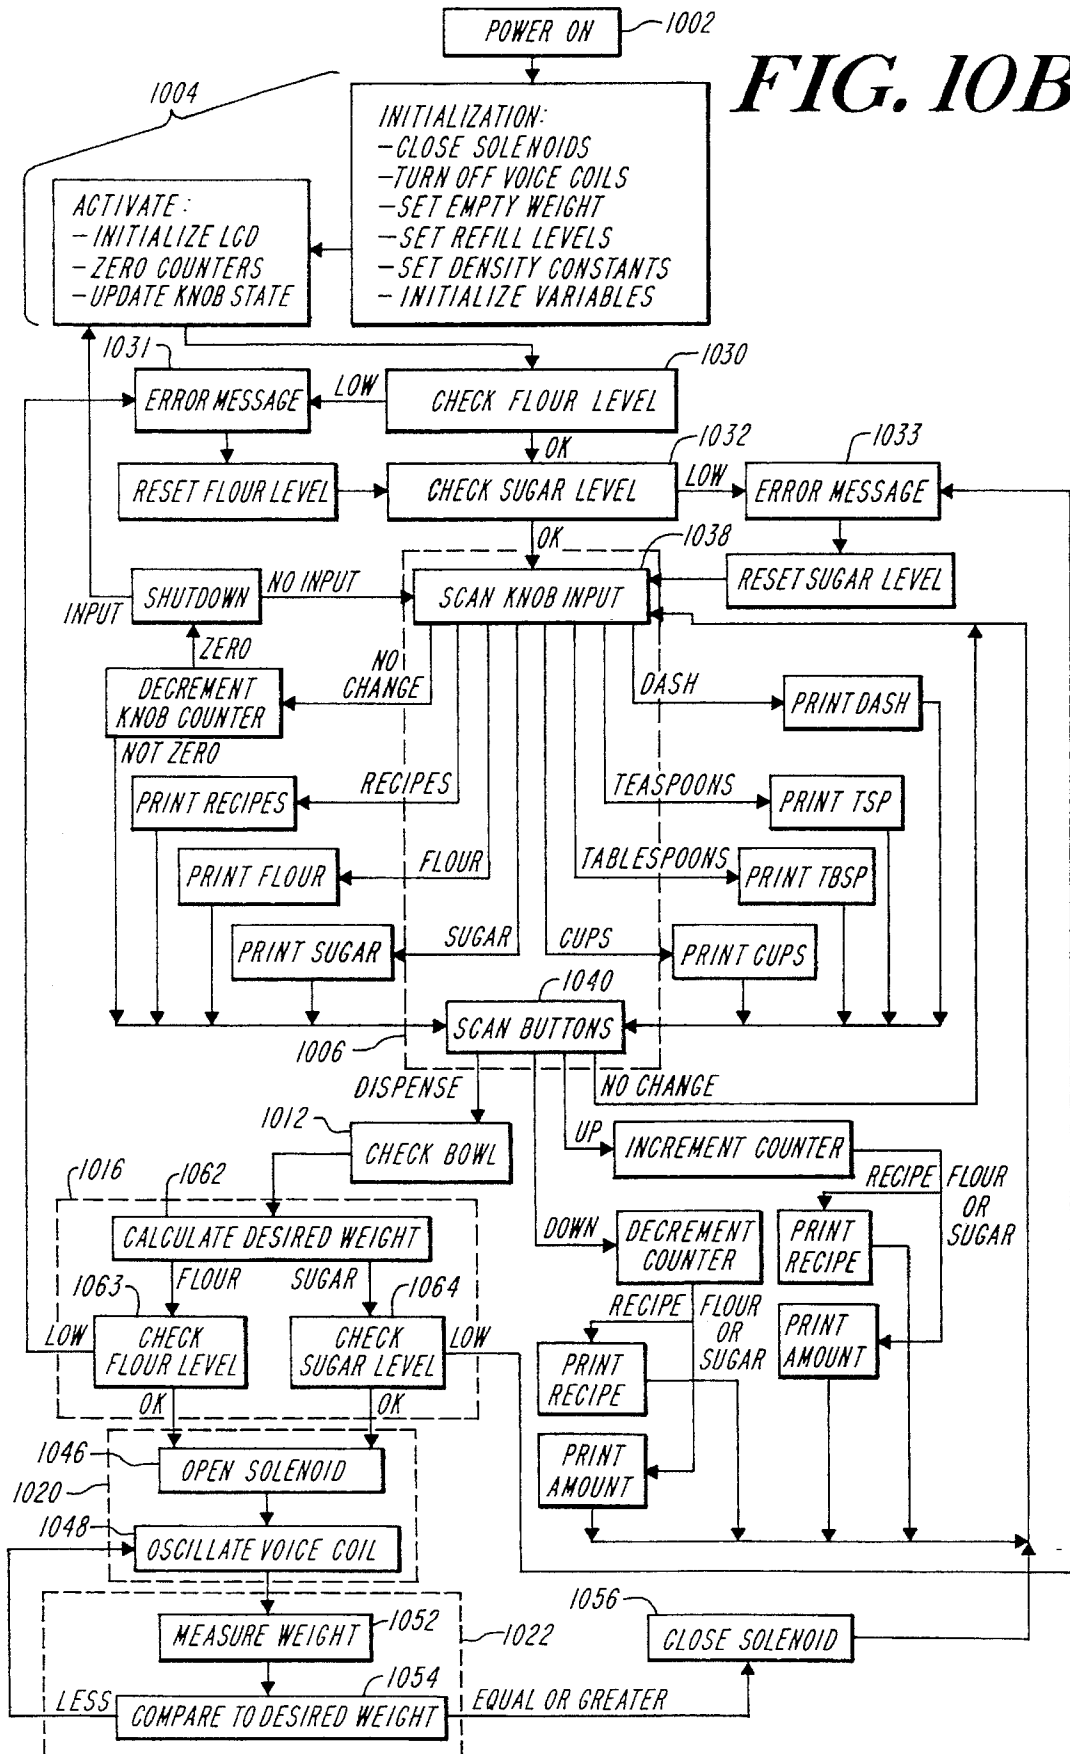 POWER ON
1002
FIG. 10B
1004
INITIALIZATION:
-CLOSE SOLENOIDS
-TURN OFF VOICE COILS
-SET EMPTY WEIGHT
-SET REFILL LEVELS
-SET DENSITY CONSTANTS
-INITIALIZE VARIABLES
ACTIVATE:
-INITIALIZE LCD
-ZERO COUNTERS
-UPDATE KNOB STATE
1031
1030
ERROR MESSAGE
LOW
CHECK FLOUR LEVEL
OK
1032
1033
RESET FLOUR LEVEL
CHECK SUGAR LEVEL
LOW
ERROR MESSAGE
OK
1038
RESET SUGAR LEVEL
SHUTDOWN
NO INPUT
INPUT
SCAN KNOB INPUT
ZERO
NO
CHANGE
DASH
DECREMENT
KNOB COUNTER
PRINT DASH
NOT ZERO
RECIPES
PRINT RECIPES
TEASPOONS
PRINT TSP
FLOUR
PRINT FLOUR
TABLESPOONS
PRINT TBSP
SUGAR
PRINT SUGAR
CUPS
PRINT CUPS
1040
SCAN BUTTONS
1006
DISPENSE
NO CHANGE
1012
CHECK BOWL
UP
INCREMENT COUNTER
1016
1062
RECIPE
FLOUR
OR
SUGAR
CALCULATE DESIRED WEIGHT
DOWN
DECREMENT
COUNTER
PRINT
RECIPE
FLOUR
SUGAR
1063
1064
RECIPE
FLOUR
OR
SUGAR
LOW
CHECK
FLOUR LEVEL
CHECK
SUGAR LEVEL
LOW
PRINT
AMOUNT
PRINT
RECIPE
OK
OK
1046
OPEN SOLENOID
PRINT
AMOUNT
1020
1048
OSCILLATE VOICE COIL
1056
MEASURE WEIGHT
1052
1022
CLOSE SOLENOID
1054
LESS
COMPARE TO DESIRED WEIGHT
EQUAL OR GREATER